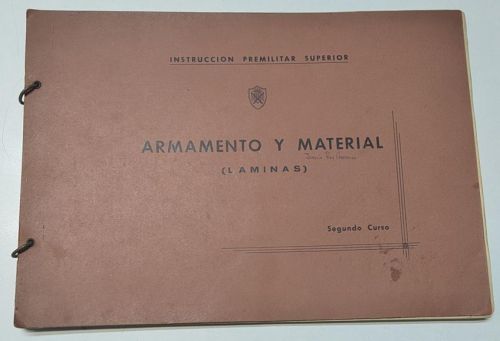 INSTRUCCION PREMILITAR SUPERIOR
ARMAMENTO Y MATERIAL
(LAMINAS)
Segundo Curso